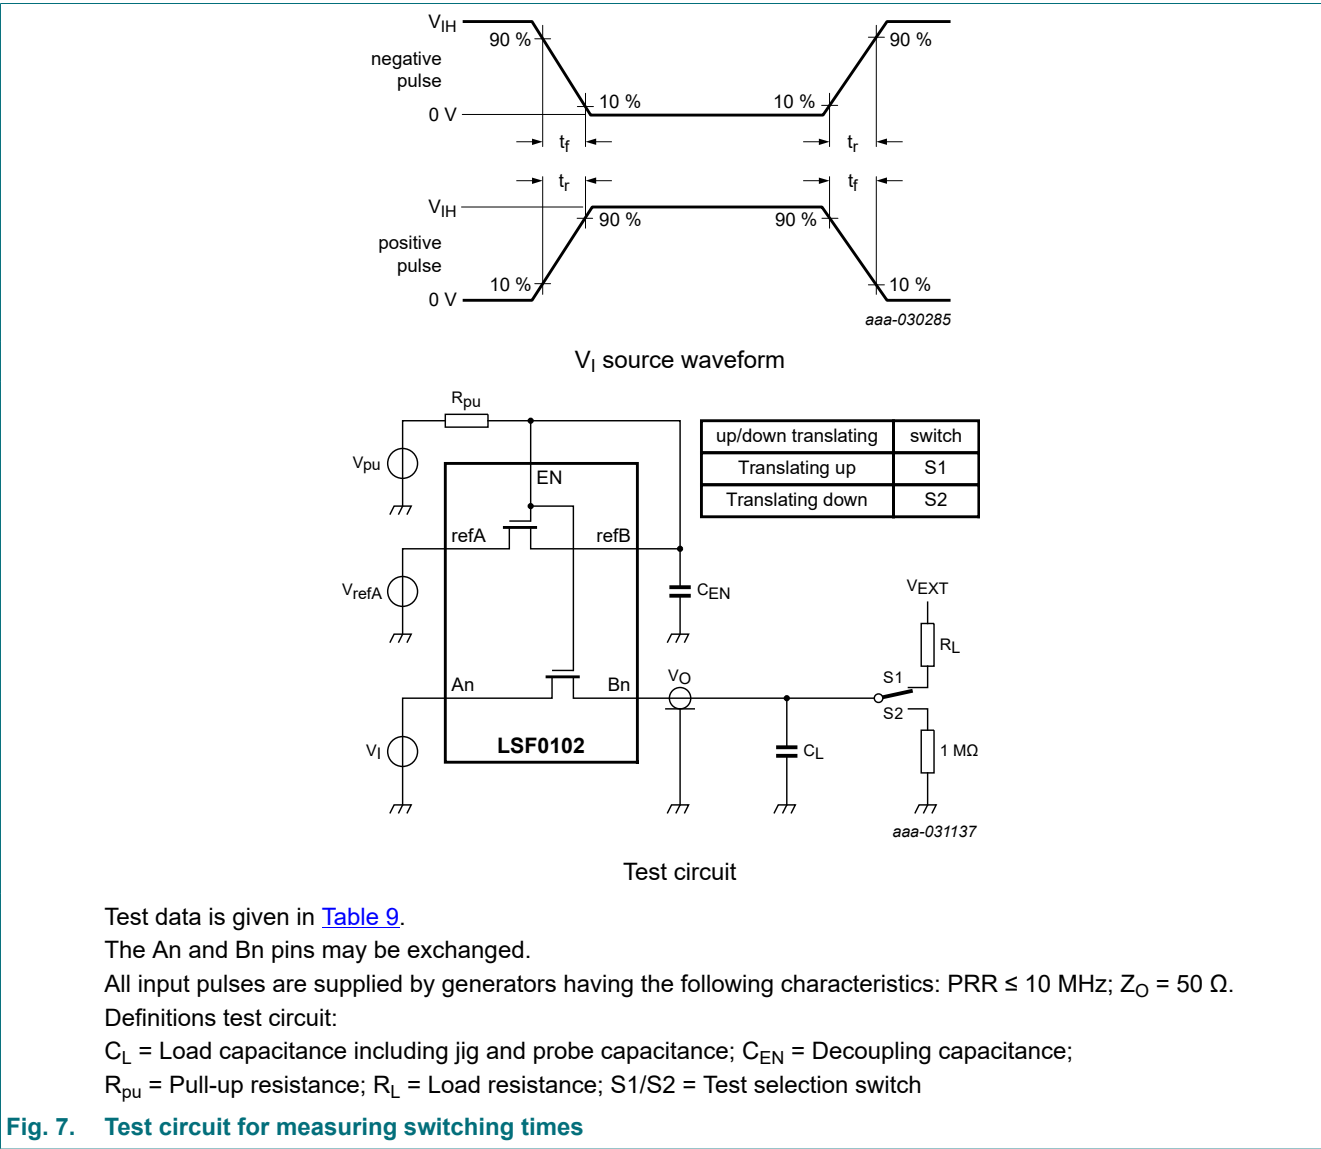 VIH
90 %
90 %
negative
pulse
10 %
10 %
0 V
tf
tr
tr
tf
VIH
90 %
90 %
positive
pulse
10 %
10 %
0 V
aaa-030285
VI source waveform
Rpu
up/down translating switch
Translating up S1
Translating down S2
Vpu
EN
refA
refB
VrefA
CEN
VEXT
RL
An
Bn
VO
S1
S2
VI
LSF0102
CL
1 MΩ
aaa-031137
Test circuit
Test data is given in Table 9.
The An and Bn pins may be exchanged.
All input pulses are supplied by generators having the following characteristics: PRR ≤ 10 MHz; ZO = 50 Ω.
Definitions test circuit:
CL = Load capacitance including jig and probe capacitance; CEN = Decoupling capacitance;
Rpu = Pull-up resistance; RL = Load resistance; S1/S2 = Test selection switch
Fig. 7. Test circuit for measuring switching times